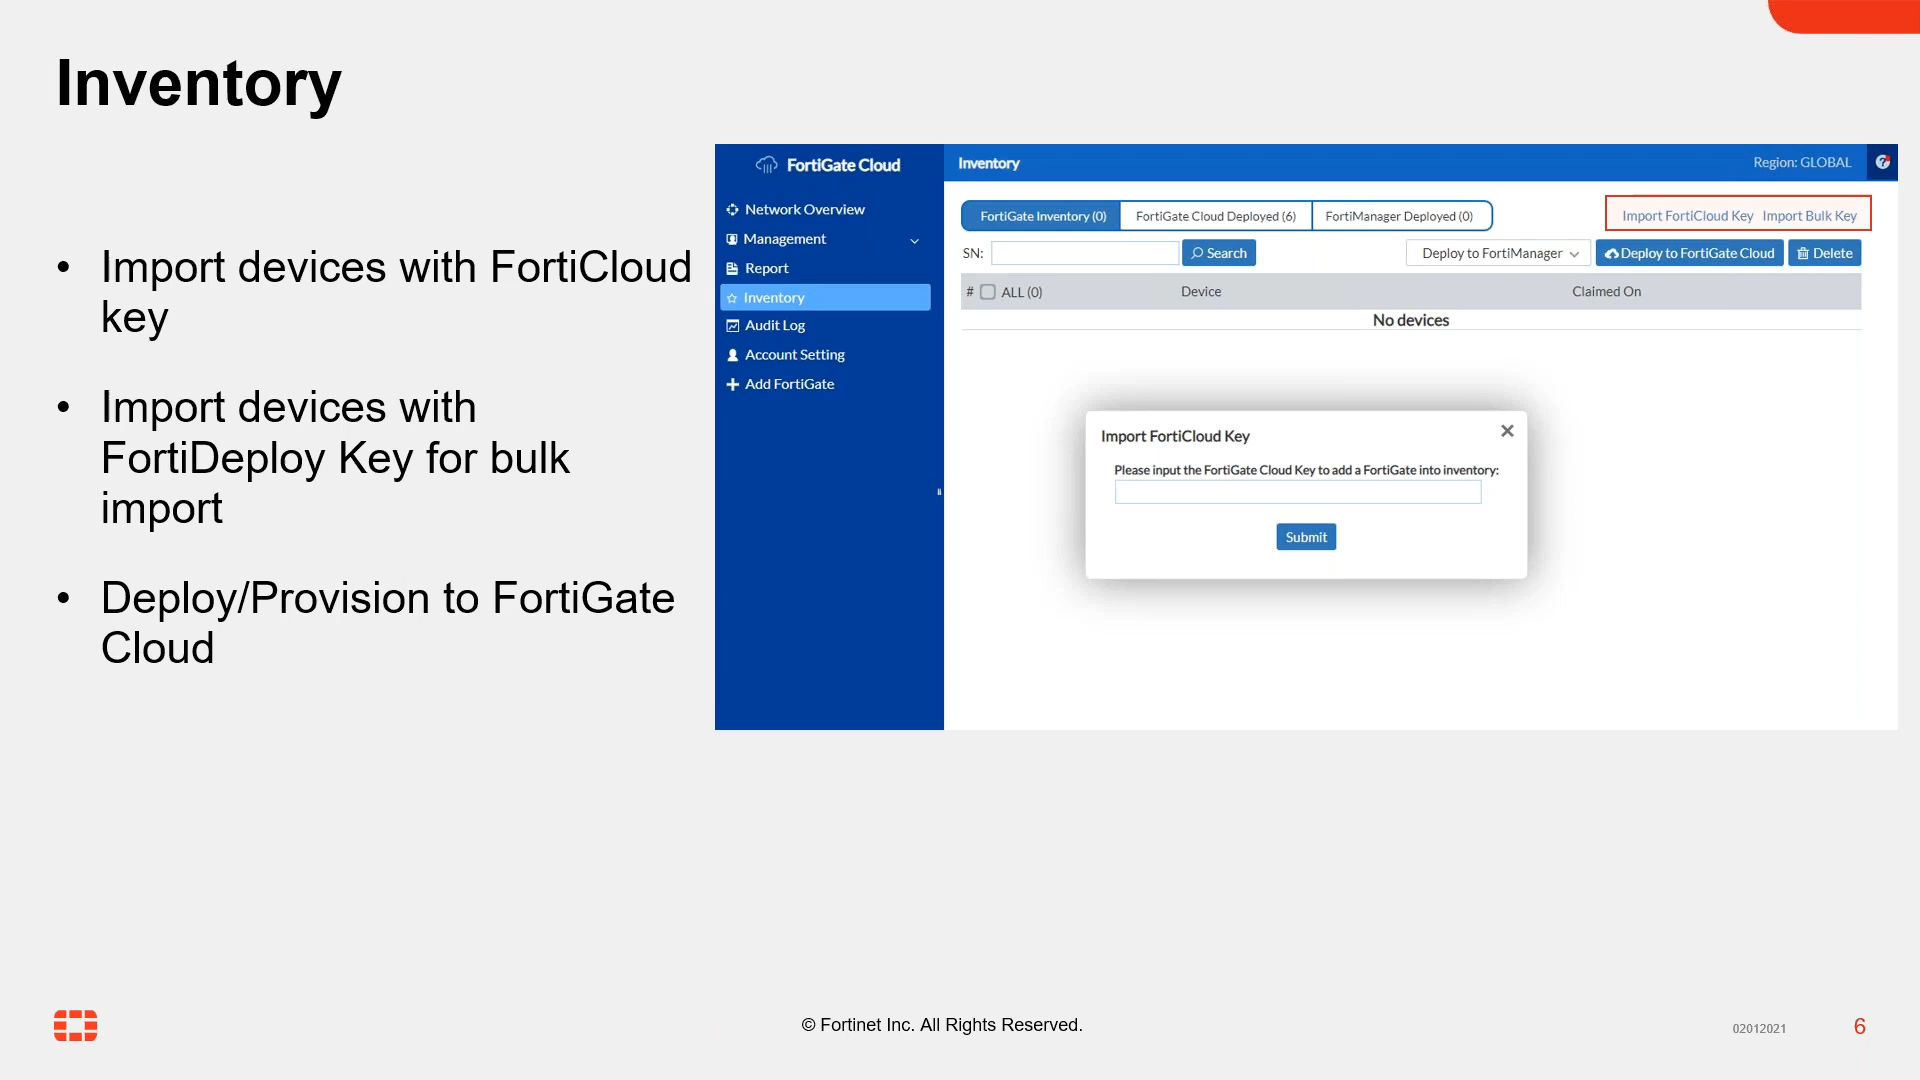 Inventory
• Import devices with FortiCloud
key
• Import devices with
FortiDeploy Key for bulk
import
• Deploy/Provision to FortiGate
Cloud
FortiGate Cloud
Network Overview
Management
Report
Inventory
Audit Log
Account Setting
Add FortiGate
Inventory
Region: GLOBAL
FortiGate Inventory (0) FortiGate Cloud Deployed (6) FortiManager Deployed (0)
Import FortiCloud Key Import Bulk Key
SN: Search Deploy to FortiManager Deploy to FortiGate Cloud Delete
# ALL (0) Device Claimed On
No devices
Import FortiCloud Key
Please input the FortiGate Cloud Key to add a FortiGate into inventory:
Submit
© Fortinet Inc. All Rights Reserved.
02012021
6